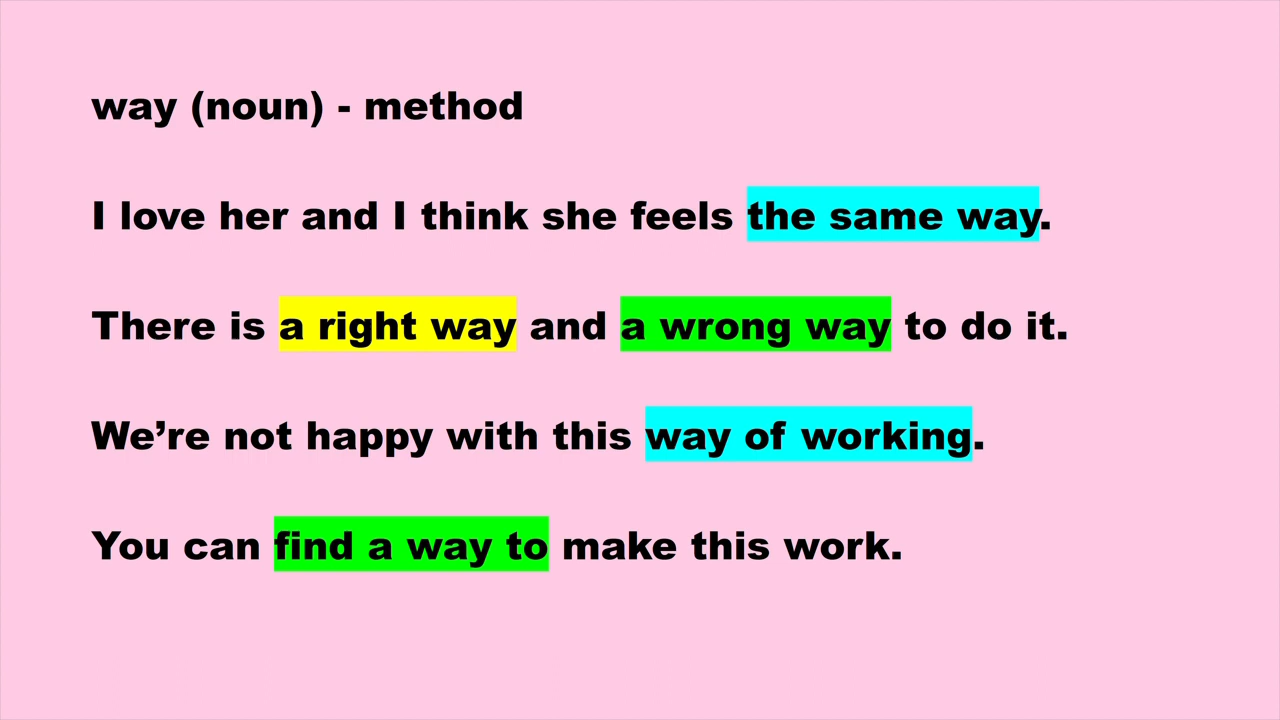 way (noun) - method
I love her and I think she feels the same way.
There is a right way and a wrong way to do it.
We’re not happy with this way of working.
You can find a way to make this work.